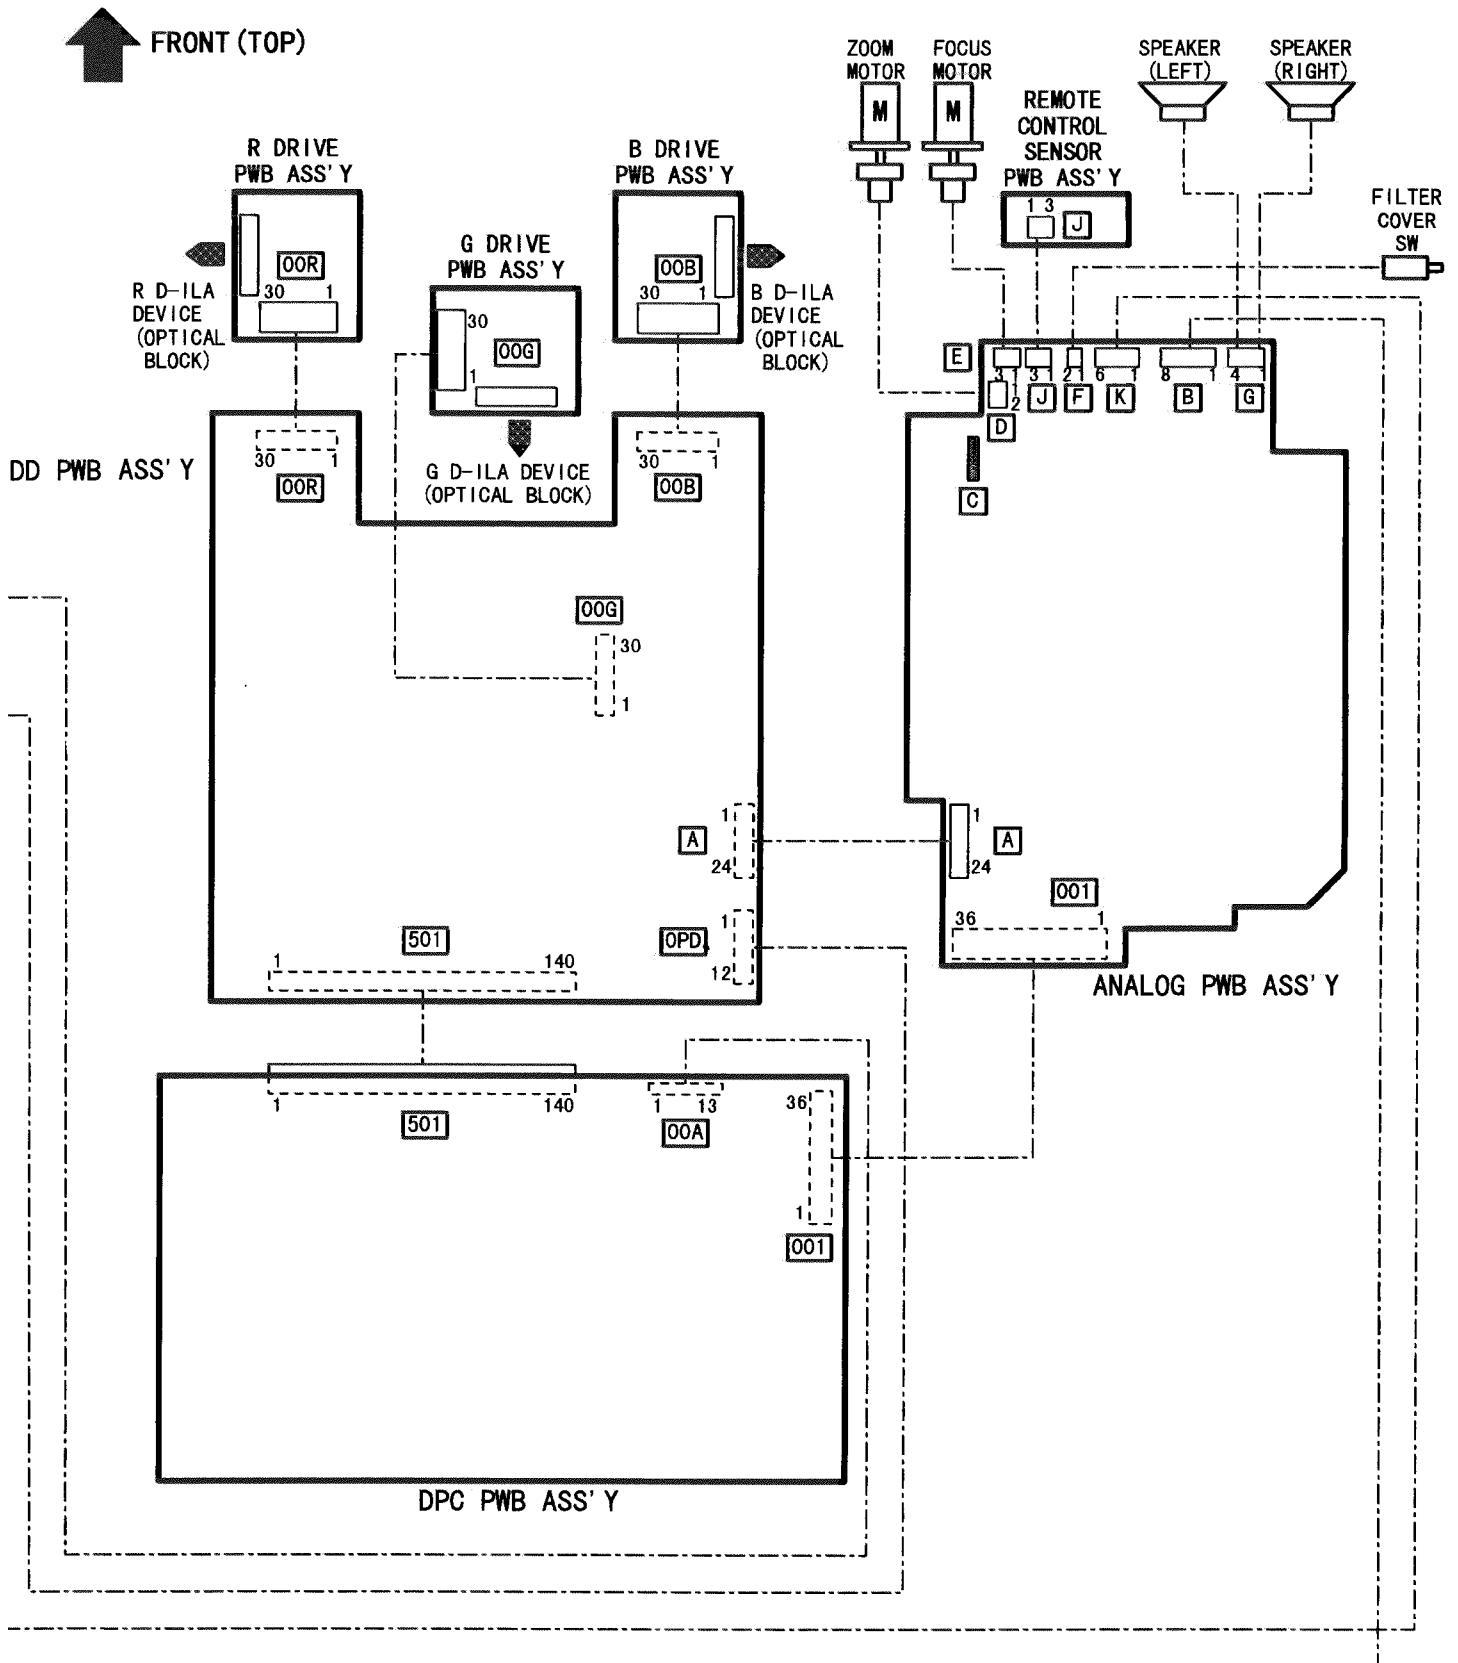 FRONT(TOP)
ZOOM
MOTOR
M
FOCUS
MOTOR
M
SPEAKER
(LEFT)
SPEAKER
(RIGHT)
REMOTE
CONTROL
SENSOR
PWB ASS'Y
1 3
J
FILTER
COVER
SW
R DRIVE
PWB ASS'Y
00R
30 1
R D-ILA
DEVICE
(OPTICAL
BLOCK)
G DRIVE
PWB ASS'Y
30
00G
1
G D-ILA DEVICE
(OPTICAL BLOCK)
B DRIVE
PWB ASS'Y
00B
30 1
B D-ILA
DEVICE
(OPTICAL
BLOCK)
E
3 1
3 1
2 1
6 1
8 1
4 1
J
F
K
B
G
1
2
D
C
DD PWB ASS'Y
30 1
00R
30 1
00B
00G
30
1
1
A
24
1
A
24
001
36 1
ANALOG PWB ASS'Y
501
1 140
1
OPD
12
1 140
501
1 13
00A
36
1
001
DPC PWB ASS'Y